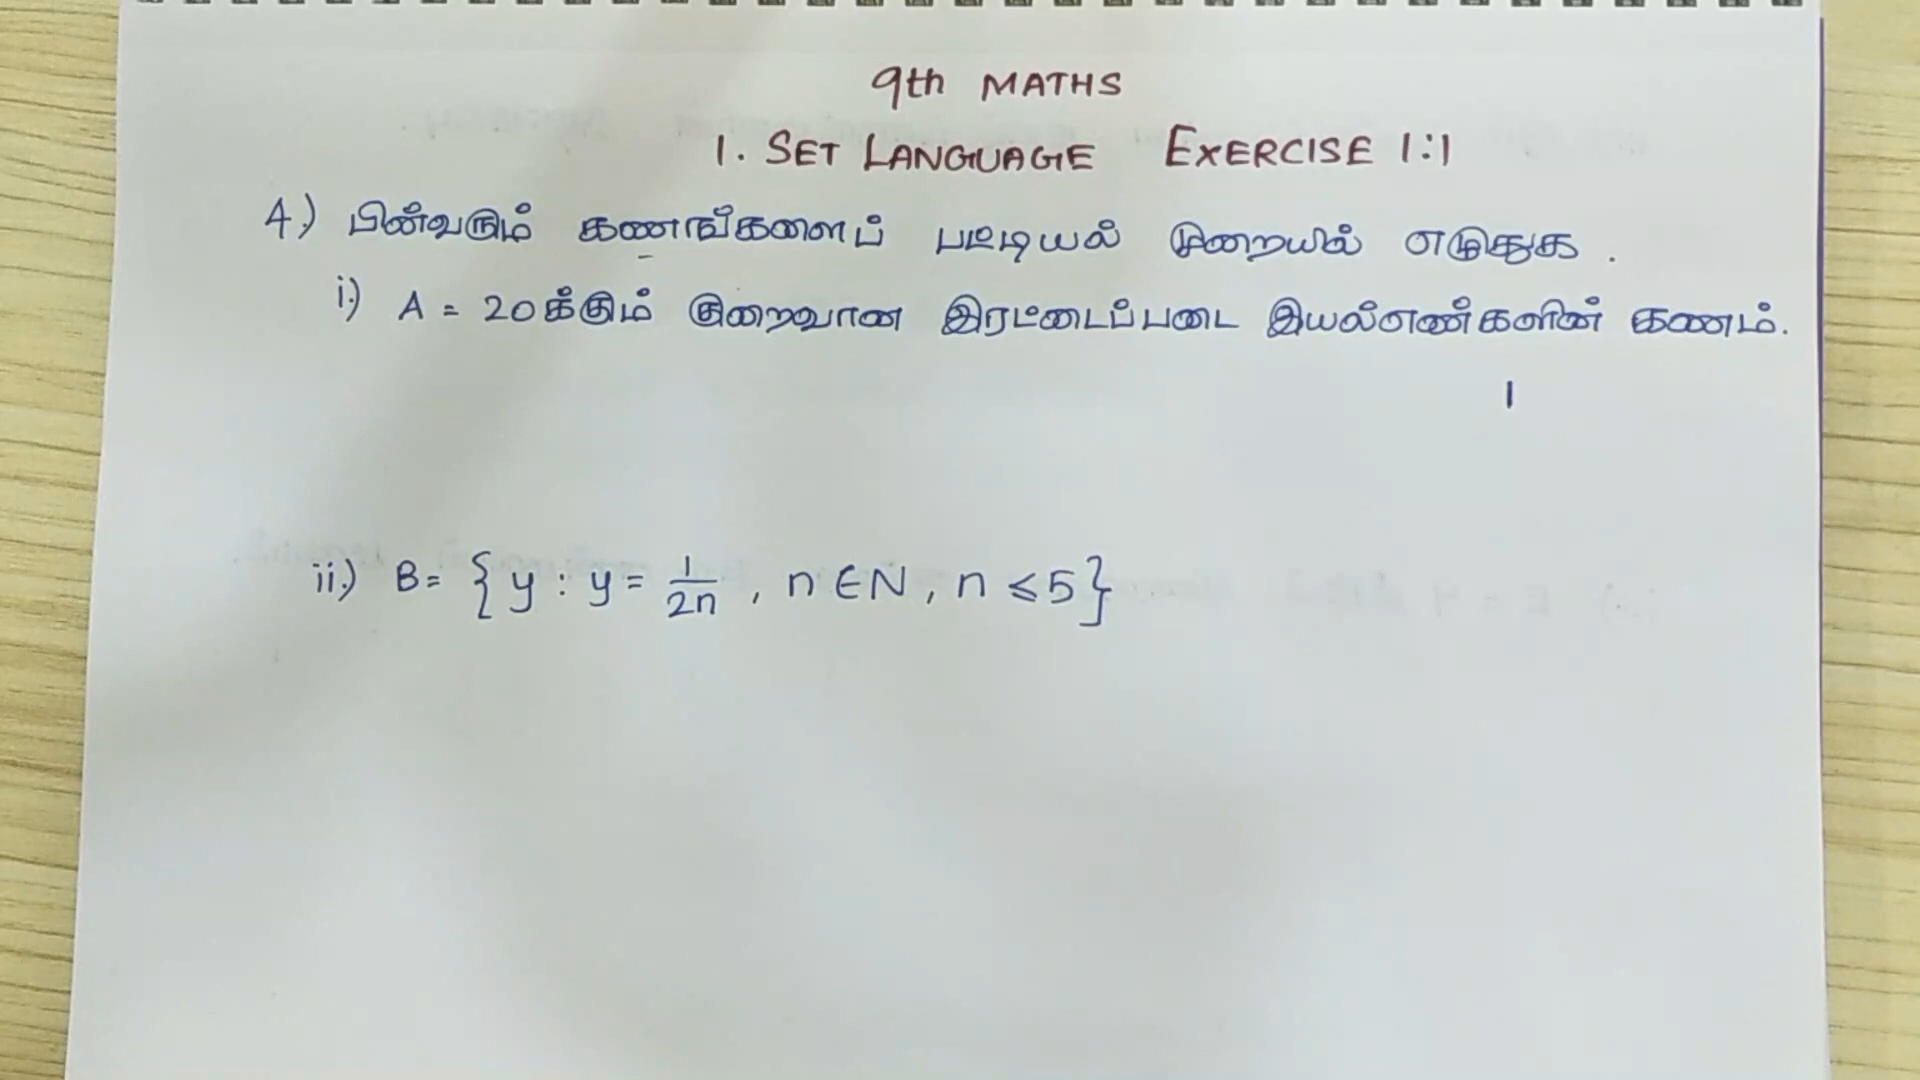 9th MATHS
1. SET LANGUAGE EXERCISE 1:1
4.) பின்வரும் கணங்களைப் பட்டியல் முறையில் எழுதுக .
i.) A = 20க்கும் குறைவான இரட்டைப்படை இயல்எண்களின் கணம்.
1
ii.) B = { y : y = 1/2n , n ∈ N , n ≤ 5 }